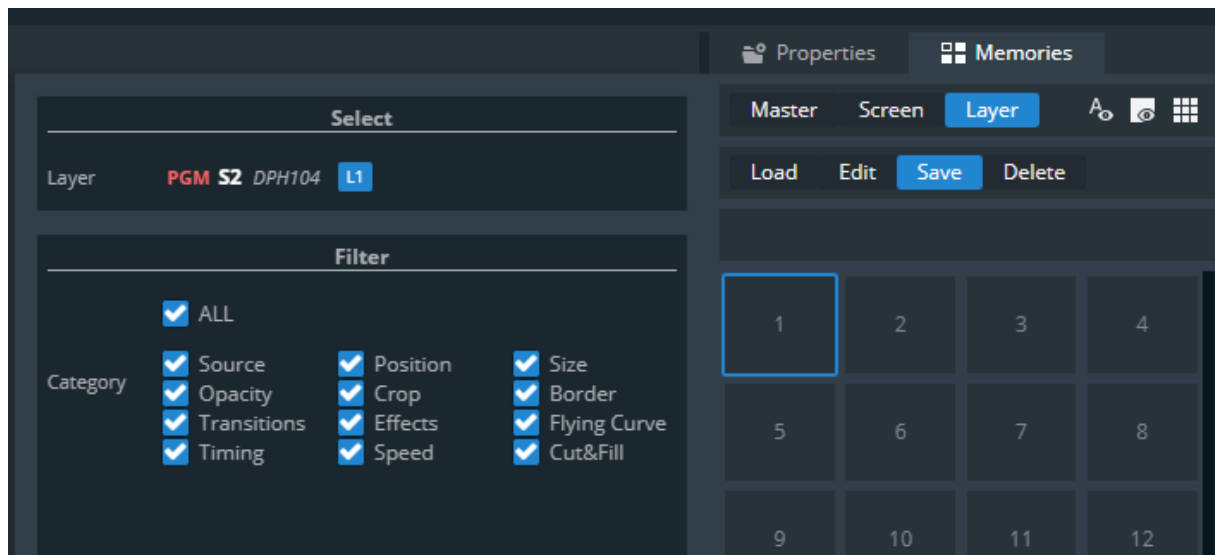 Properties Memories
Select
Master Screen Layer A
Layer PGM S2 DPH104 L1
Load Edit Save Delete
Filter
ALL
1 2 3 4
Category
Source Position Size
Opacity Crop Border
Transitions Effects Flying Curve
Timing Speed Cut&Fill
5 6 7 8
9 10 11 12